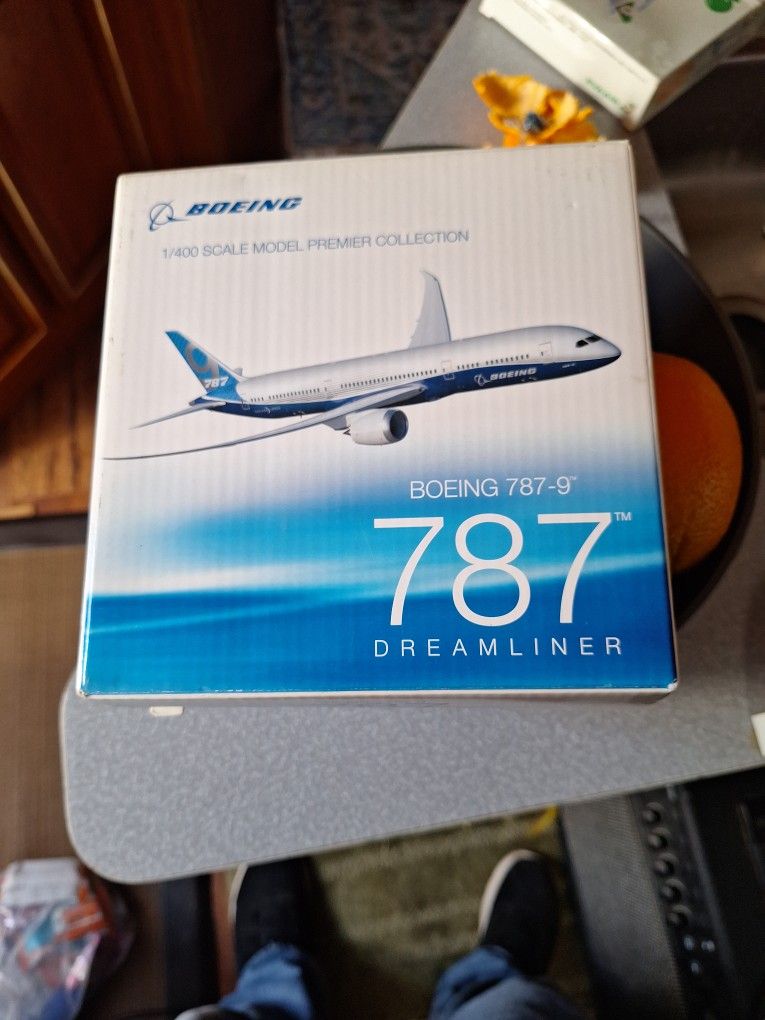 BOEING
1/400 SCALE MODEL PREMIER COLLECTION
787
BOEING
BOEING 787-9™
787™
DREAMLINER